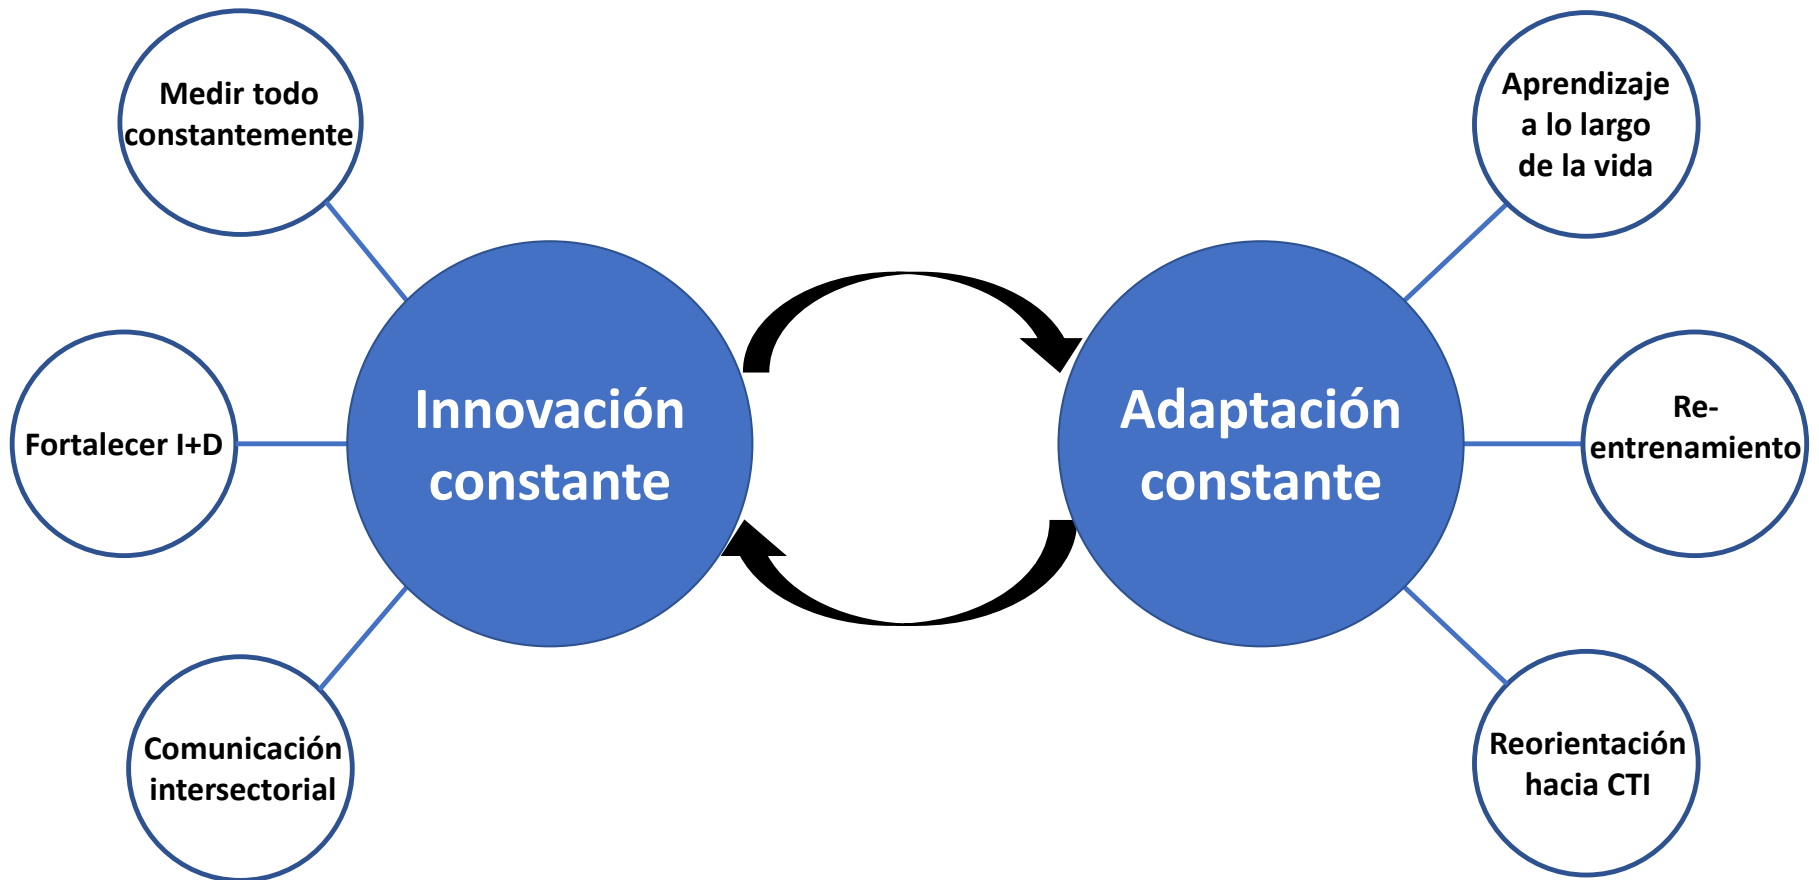 Medir todo
constantemente
Fortalecer I+D
Comunicación
intersectorial
Innovación
constante
Adaptación
constante
Aprendizaje
a lo largo
de la vida
Re-
entrenamiento
Reorientación
hacia CTI